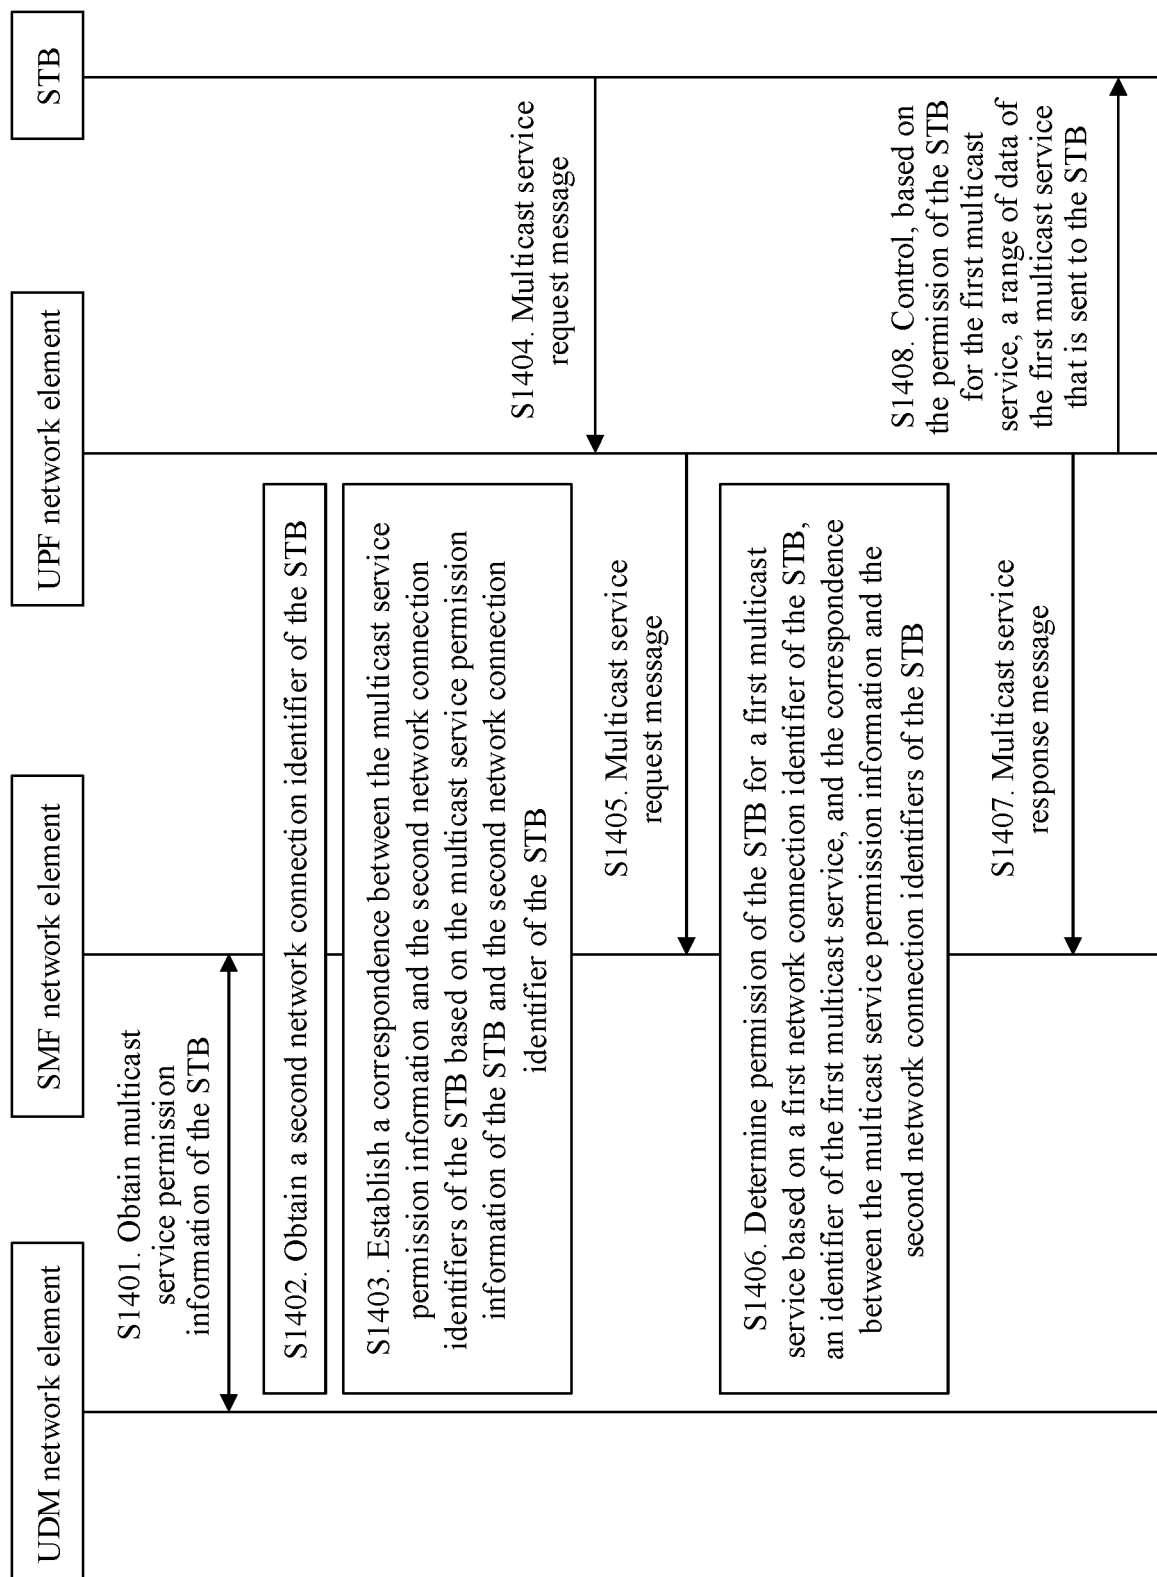 UDM network element
SMF network element
UPF network element
STB
S1401. Obtain multicast
service permission
information of the STB
S1402. Obtain a second network connection identifier of the STB
S1403. Establish a correspondence between the multicast service
permission information and the second network connection
identifiers of the STB based on the multicast service permission
information of the STB and the second network connection
identifier of the STB
S1404. Multicast service
request message
S1405. Multicast service
request message
S1406. Determine permission of the STB for a first multicast
service based on a first network connection identifier of the STB,
an identifier of the first multicast service, and the correspondence
between the multicast service permission information and the
second network connection identifiers of the STB
S1407. Multicast service
response message
S1408. Control, based on
the permission of the STB
for the first multicast
service, a range of data of
the first multicast service
that is sent to the STB